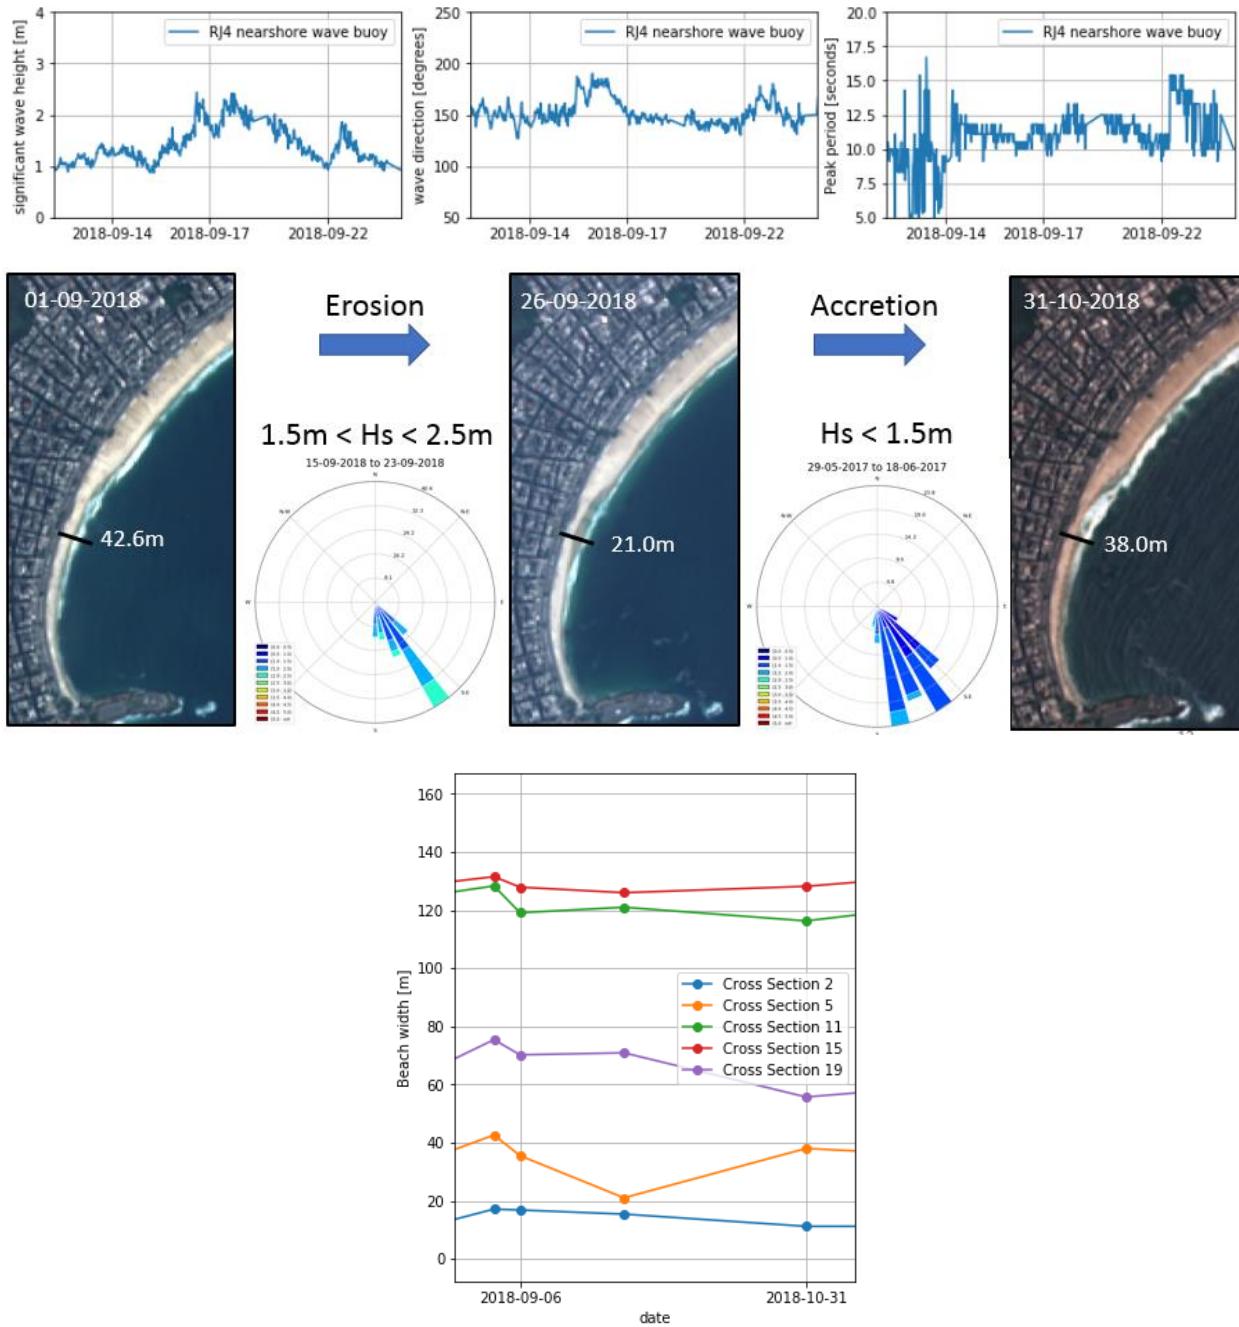 4
3
2
1
0
significant wave height [m]
RJ4 nearshore wave buoy
2018-09-14
2018-09-17
2018-09-22
250
200
150
100
50
wave direction [degrees]
RJ4 nearshore wave buoy
2018-09-14
2018-09-17
2018-09-22
20.0
17.5
15.0
12.5
10.0
7.5
5.0
Peak period [seconds]
RJ4 nearshore wave buoy
2018-09-14
2018-09-17
2018-09-22
01-09-2018
42.6m
Erosion
1.5m < Hs < 2.5m
15-09-2018 to 23-09-2018
N
N-E
E
S-E
S
W
N-W
26-09-2018
21.0m
Accretion
Hs < 1.5m
29-05-2017 to 18-06-2017
N
N-E
E
S-E
W
N-W
31-10-2018
38.0m
160
140
120
100
80
60
40
20
0
Beach width [m]
Cross Section 2
Cross Section 5
Cross Section 11
Cross Section 15
Cross Section 19
2018-09-06
2018-10-31
date